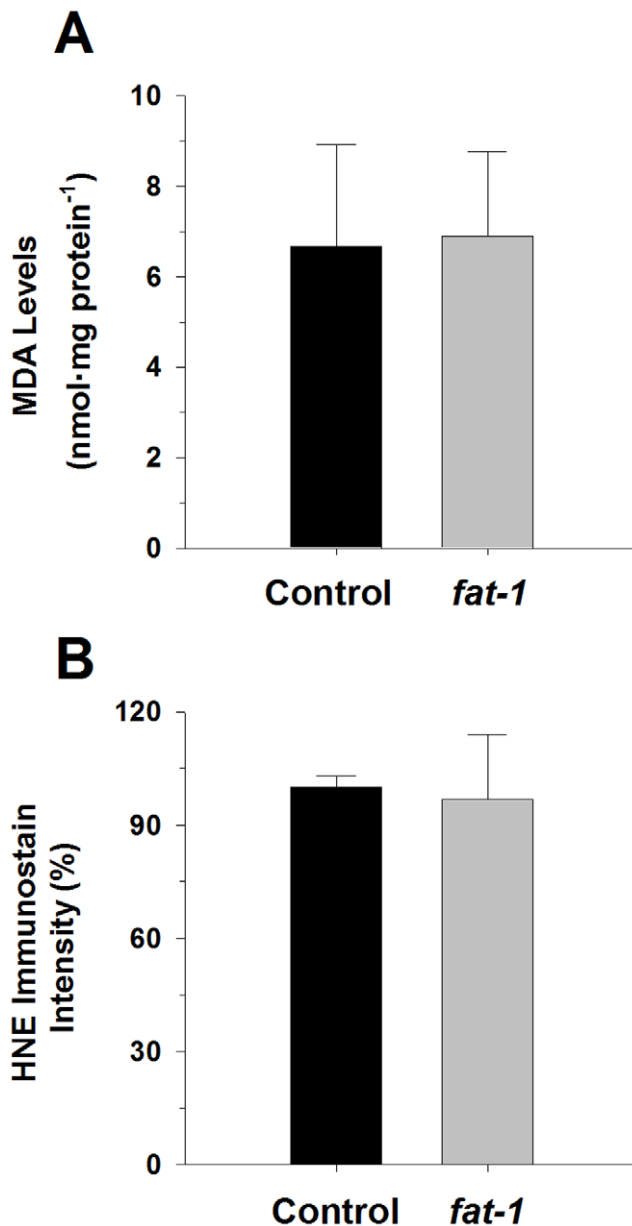 A
10
8
6
4
2
0
MDA Levels
(nmol·mg protein⁻¹)
Control fat-1
B
120
90
60
30
0
HNE Immunostain
Intensity (%)
Control fat-1